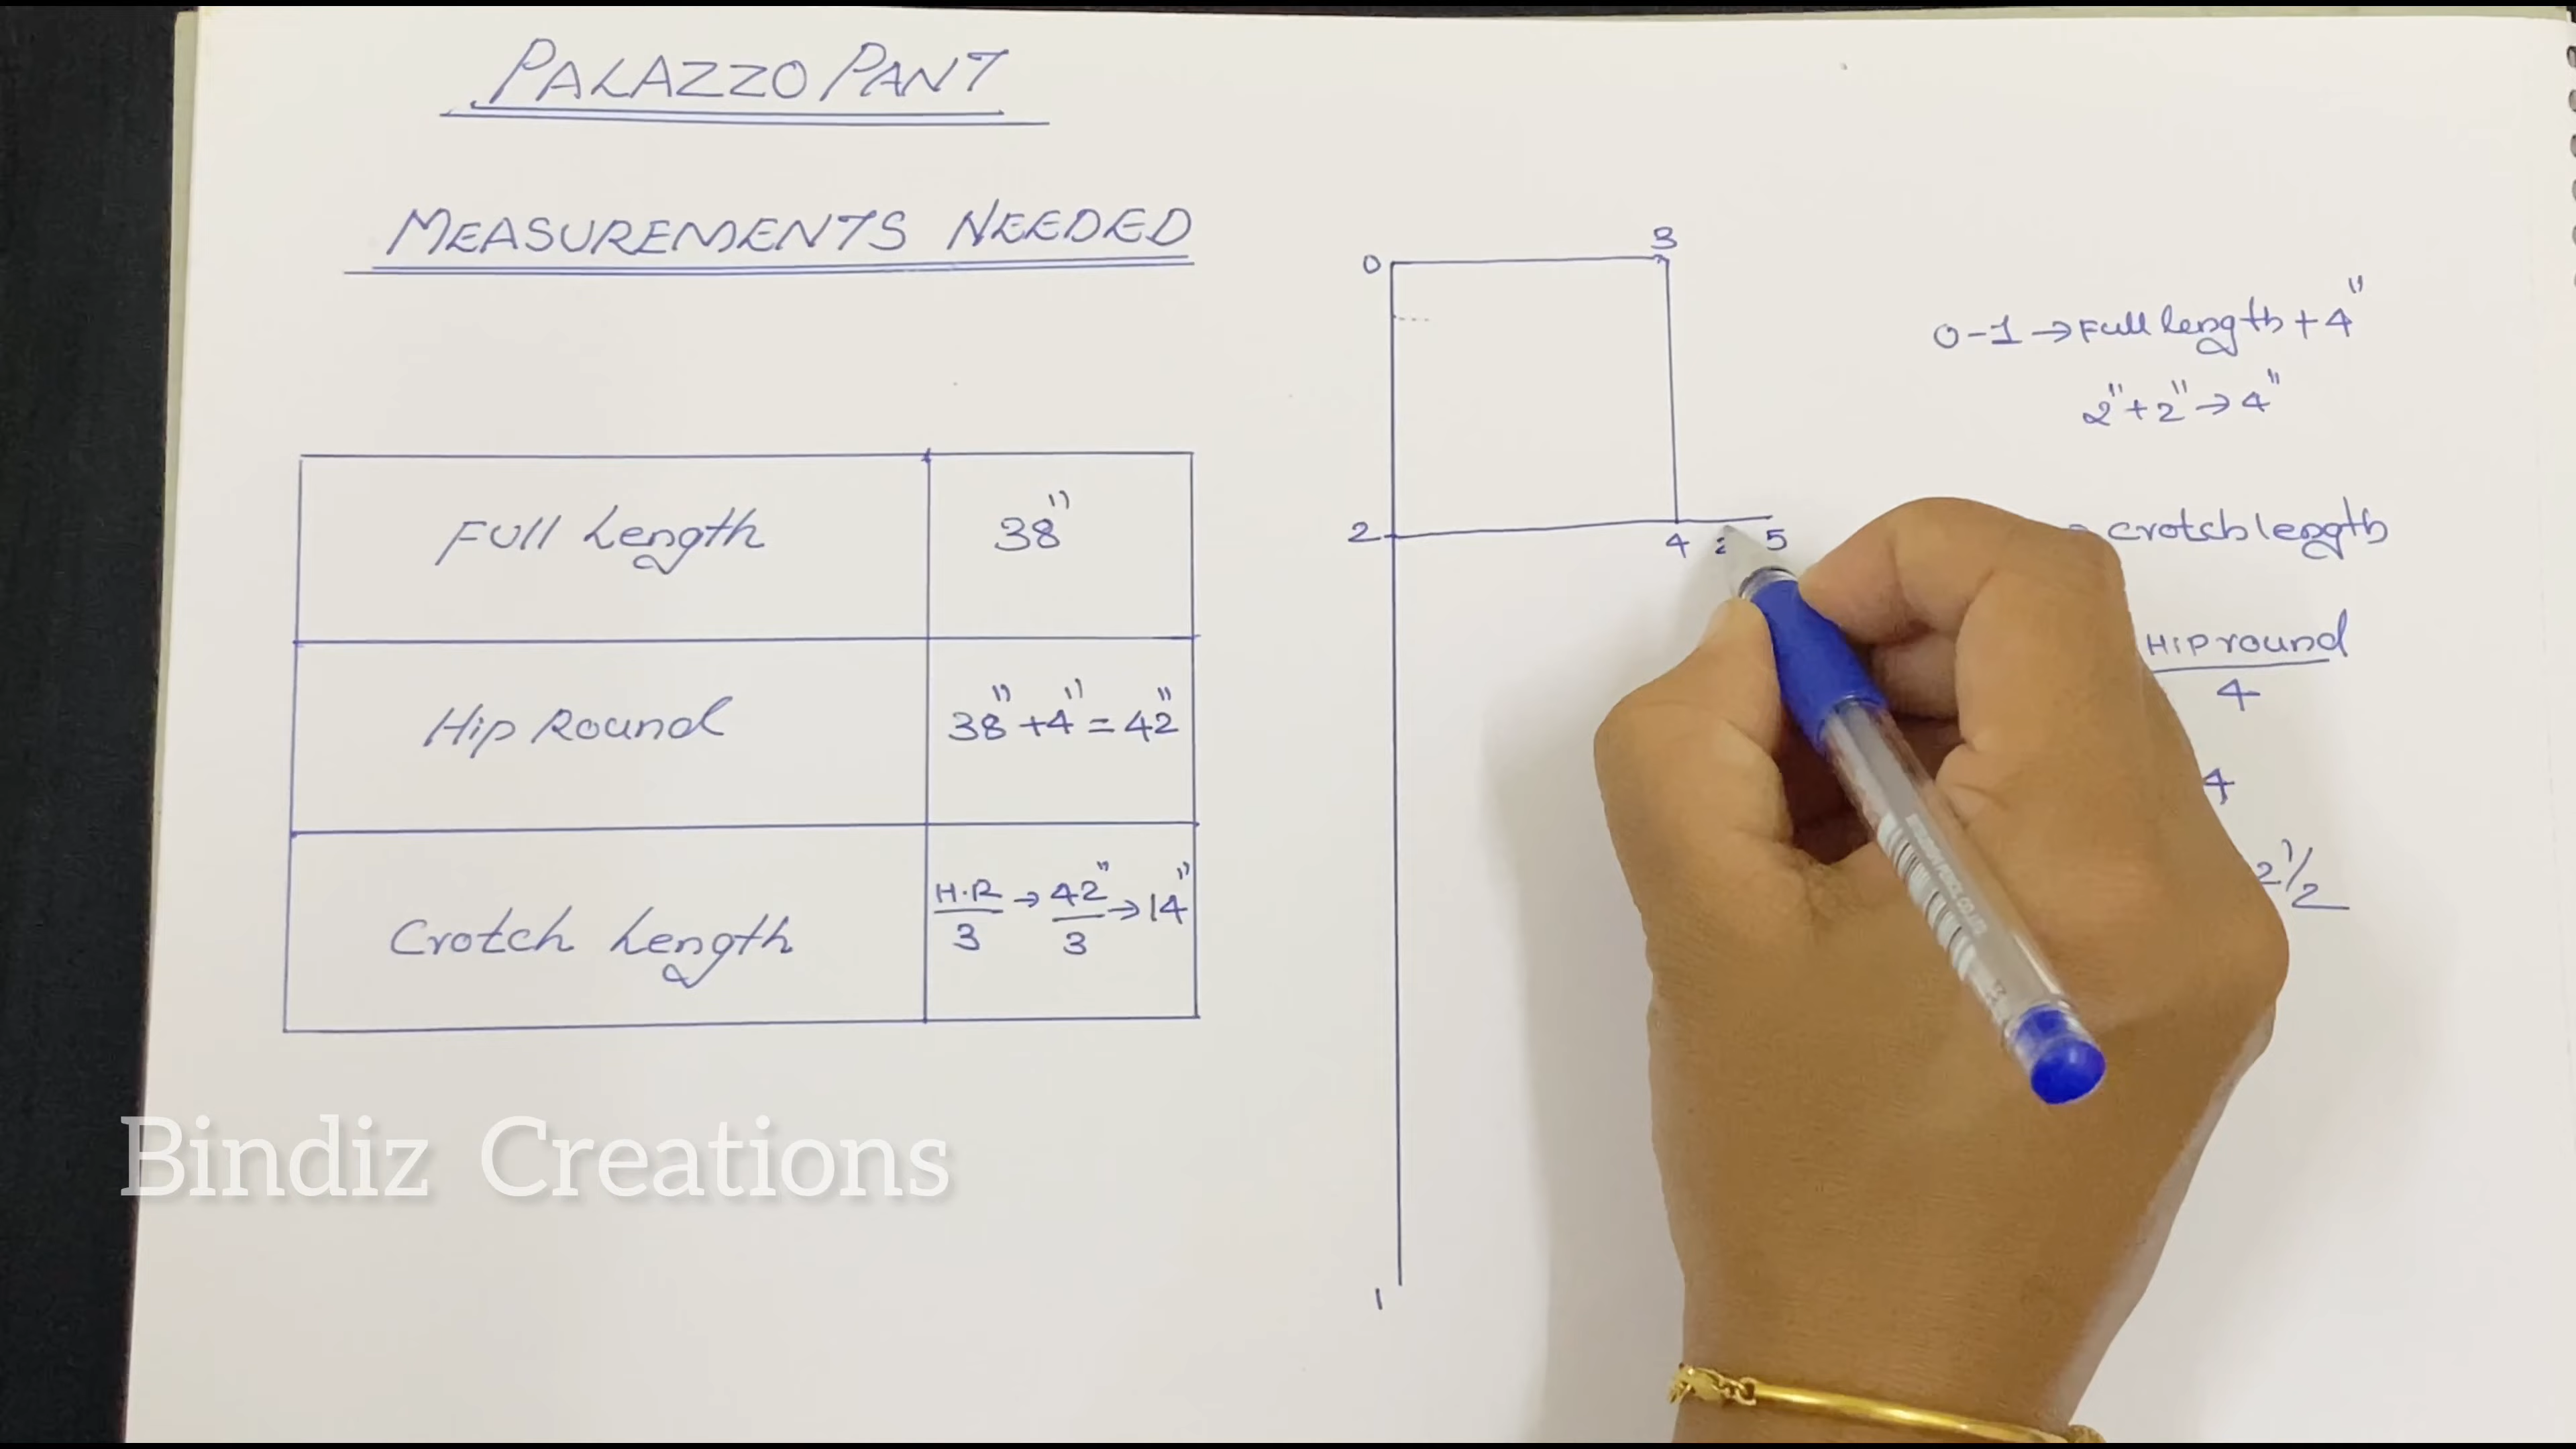 PALAZZO PANT
MEASUREMENTS NEEDED
Full Length 38"
Hip Round 38"+4"=42"
Crotch Length H.R/3 → 42"/3 → 14"
0 3
2 4 5
1
0-1 → Full length + 4"
2"+2" → 4"
crotch length
Hip round
4
4
2 1/2
Bindiz Creations